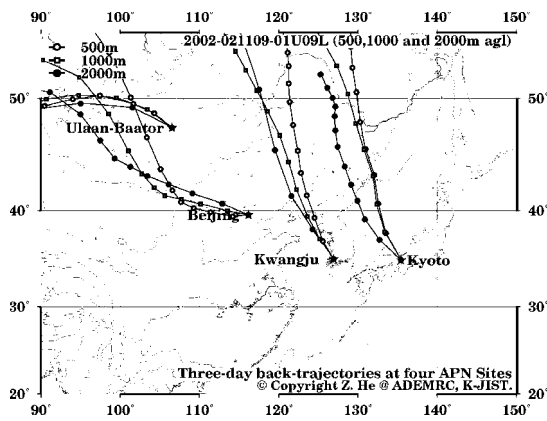 90° 100° 110° 120° 130° 140° 150°
2002-021109-01U09L (500,1000 and 2000m agl)
500m
1000m
2000m
50° 50°
Ulaan-Baator
40° 40°
Beijing
Kwangju Kyoto
30° 30°
Three-day back-trajectories at four APN Sites
© Copyright Z. He @ ADEMRC, K-JIST.
20° 20°
90° 100° 110° 120° 130° 140° 150°